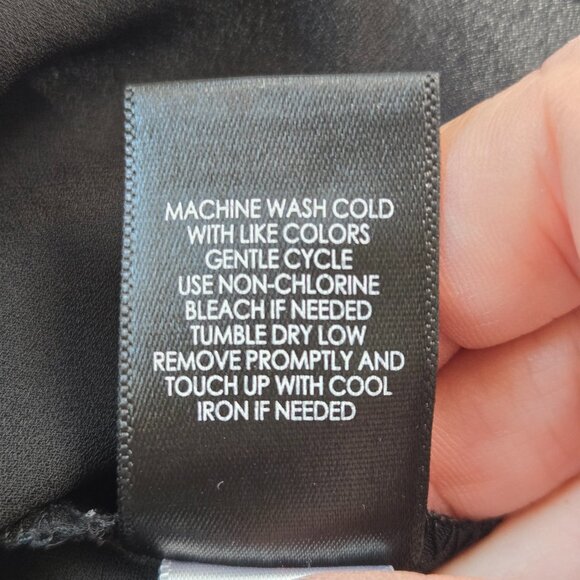 MACHINE WASH COLD
WITH LIKE COLORS
GENTLE CYCLE
USE NON-CHLORINE
BLEACH IF NEEDED
TUMBLE DRY LOW
REMOVE PROMPTLY AND
TOUCH UP WITH COOL
IRON IF NEEDED